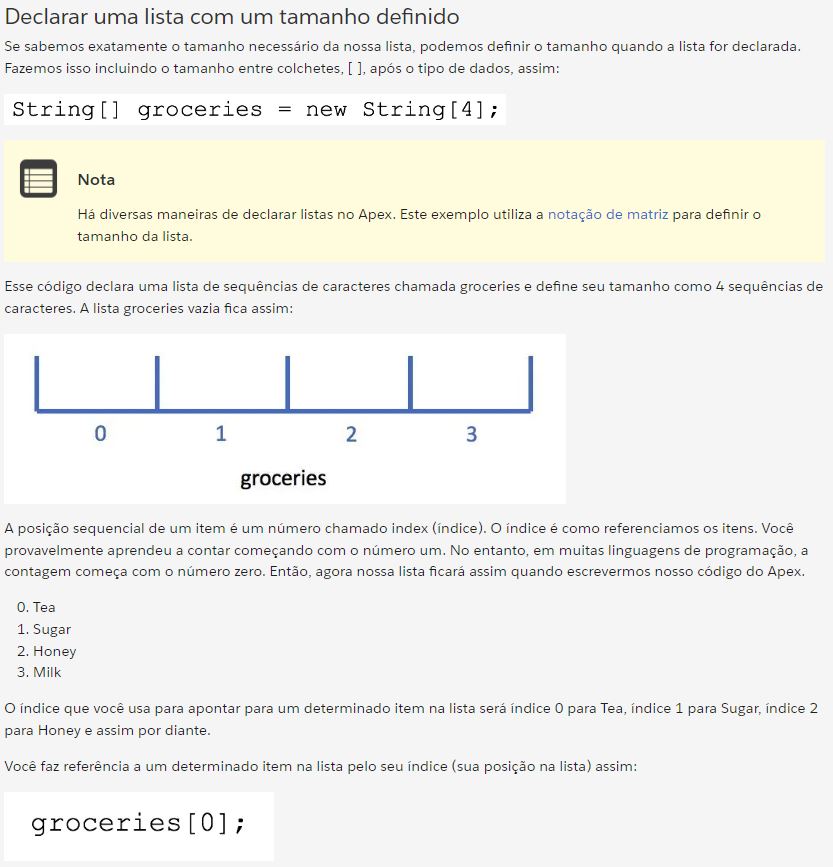 Declarar uma lista com um tamanho definido
Se sabemos exatamente o tamanho necessário da nossa lista, podemos definir o tamanho quando a lista for declarada.
Fazemos isso incluindo o tamanho entre colchetes, [ ], após o tipo de dados, assim:
String[] groceries = new String[4];
Nota
Há diversas maneiras de declarar listas no Apex. Este exemplo utiliza a notação de matriz para definir o
tamanho da lista.
Esse código declara uma lista de sequências de caracteres chamada groceries e define seu tamanho como 4 sequências de
caracteres. A lista groceries vazia fica assim:
0 1 2 3
groceries
A posição sequencial de um item é um número chamado index (índice). O índice é como referenciamos os itens. Você
provavelmente aprendeu a contar começando com o número um. No entanto, em muitas linguagens de programação, a
contagem começa com o número zero. Então, agora nossa lista ficará assim quando escrevermos nosso código do Apex.
0. Tea
1. Sugar
2. Honey
3. Milk
O índice que você usa para apontar para um determinado item na lista será índice 0 para Tea, índice 1 para Sugar, índice 2
para Honey e assim por diante.
Você faz referência a um determinado item na lista pelo seu índice (sua posição na lista) assim:
groceries[0];